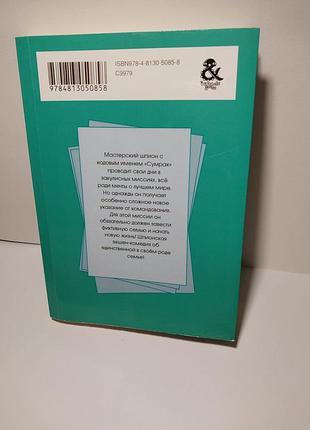 ISBN978-4-8130-5085-8
C9979
9784813050858
&
Мастерский шпион с
кодовым именем «Сумрак»
проводит свои дни в
закулисных миссиях, всё
ради мечты о лучшем мире.
Но однажды он получает
особенно сложное новое
указание от командования.
Для этой миссии он
обязательно должен завести
фиктивную семью и начать
новую жизнь! Шпионская
экшен-комедия об
единственной в своём роде
семье!